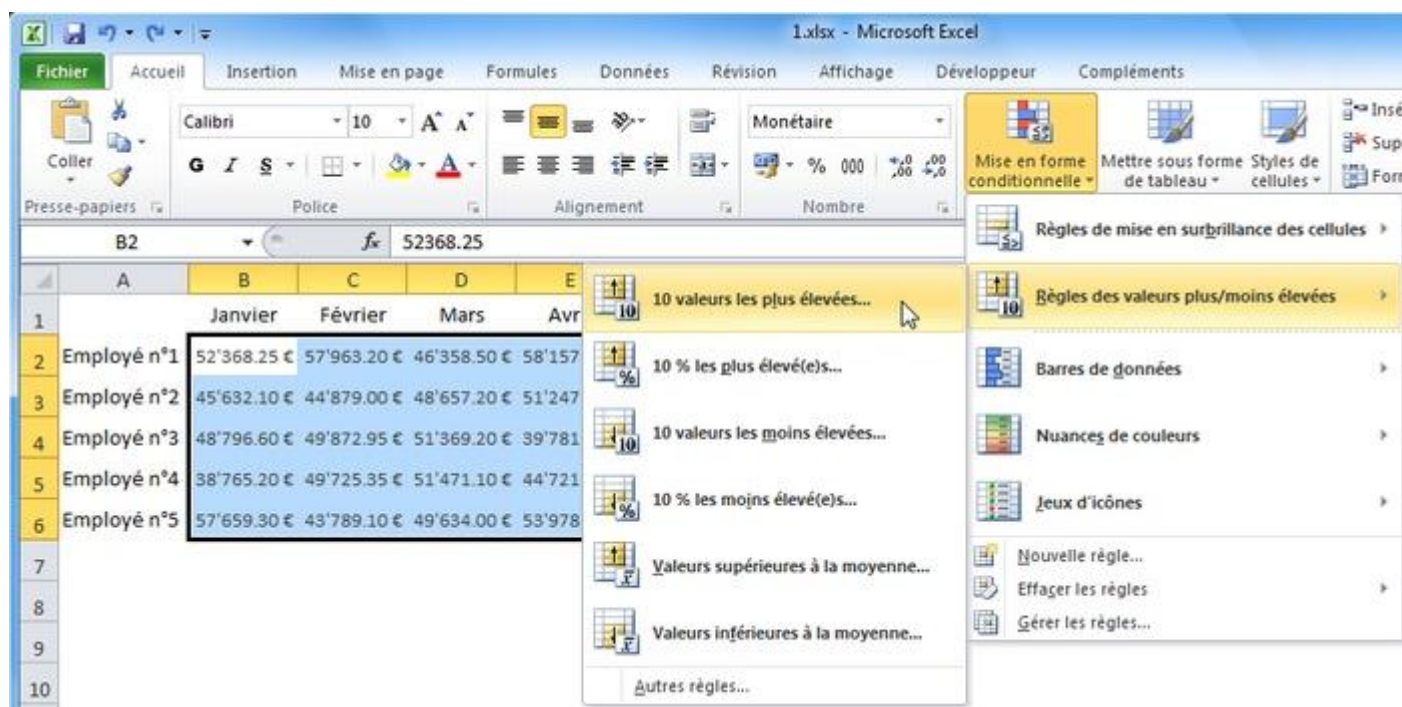 1.xlsx - Microsoft Excel
Fichier Accueil Insertion Mise en page Formules Données Révision Affichage Développeur Compléments
Coller
Calibri 10
G I S
Monétaire
% 000
Mise en forme conditionnelle
Mettre sous forme de tableau
Styles de cellules
Insé
Sup
Form
Presse-papiers Police Alignement Nombre
B2 fx 52368.25
A B C D E
1 Janvier Février Mars Avr
2 Employé n°1 52'368.25 € 57'963.20 € 46'358.50 € 58'157
3 Employé n°2 45'632.10 € 44'879.00 € 48'657.20 € 51'247
4 Employé n°3 48'796.60 € 49'872.95 € 51'369.20 € 39'781
5 Employé n°4 38'765.20 € 49'725.35 € 51'471.10 € 44'721
6 Employé n°5 57'659.30 € 43'789.10 € 49'634.00 € 53'978
7
8
9
10
10 valeurs les plus élevées...
10 % les plus élevé(e)s...
10 valeurs les moins élevées...
10 % les moins élevé(e)s...
Valeurs supérieures à la moyenne...
Valeurs inférieures à la moyenne...
Autres règles...
Règles de mise en surbrillance des cellules
Règles des valeurs plus/moins élevées
Barres de données
Nuances de couleurs
Jeux d'icônes
Nouvelle règle...
Effacer les règles
Gérer les règles...